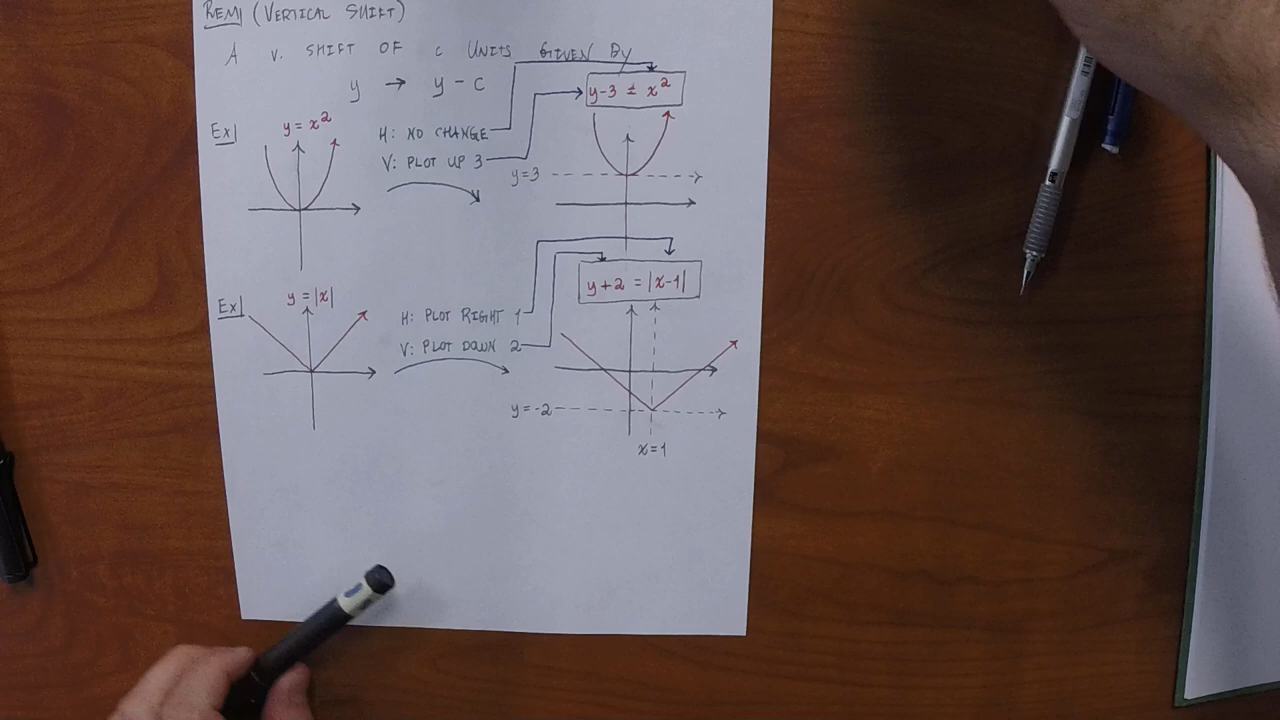 REM (VERTICAL SHIFT)
A V. SHIFT OF c UNITS GIVEN BY
y → y - c
y-3 = x²
Ex
y = x²
H: NO CHANGE
V: PLOT UP 3
y=3
y+2 = |x-1|
Ex
y = |x|
H: PLOT RIGHT 1
V: PLOT DOWN 2
y=-2
x=1